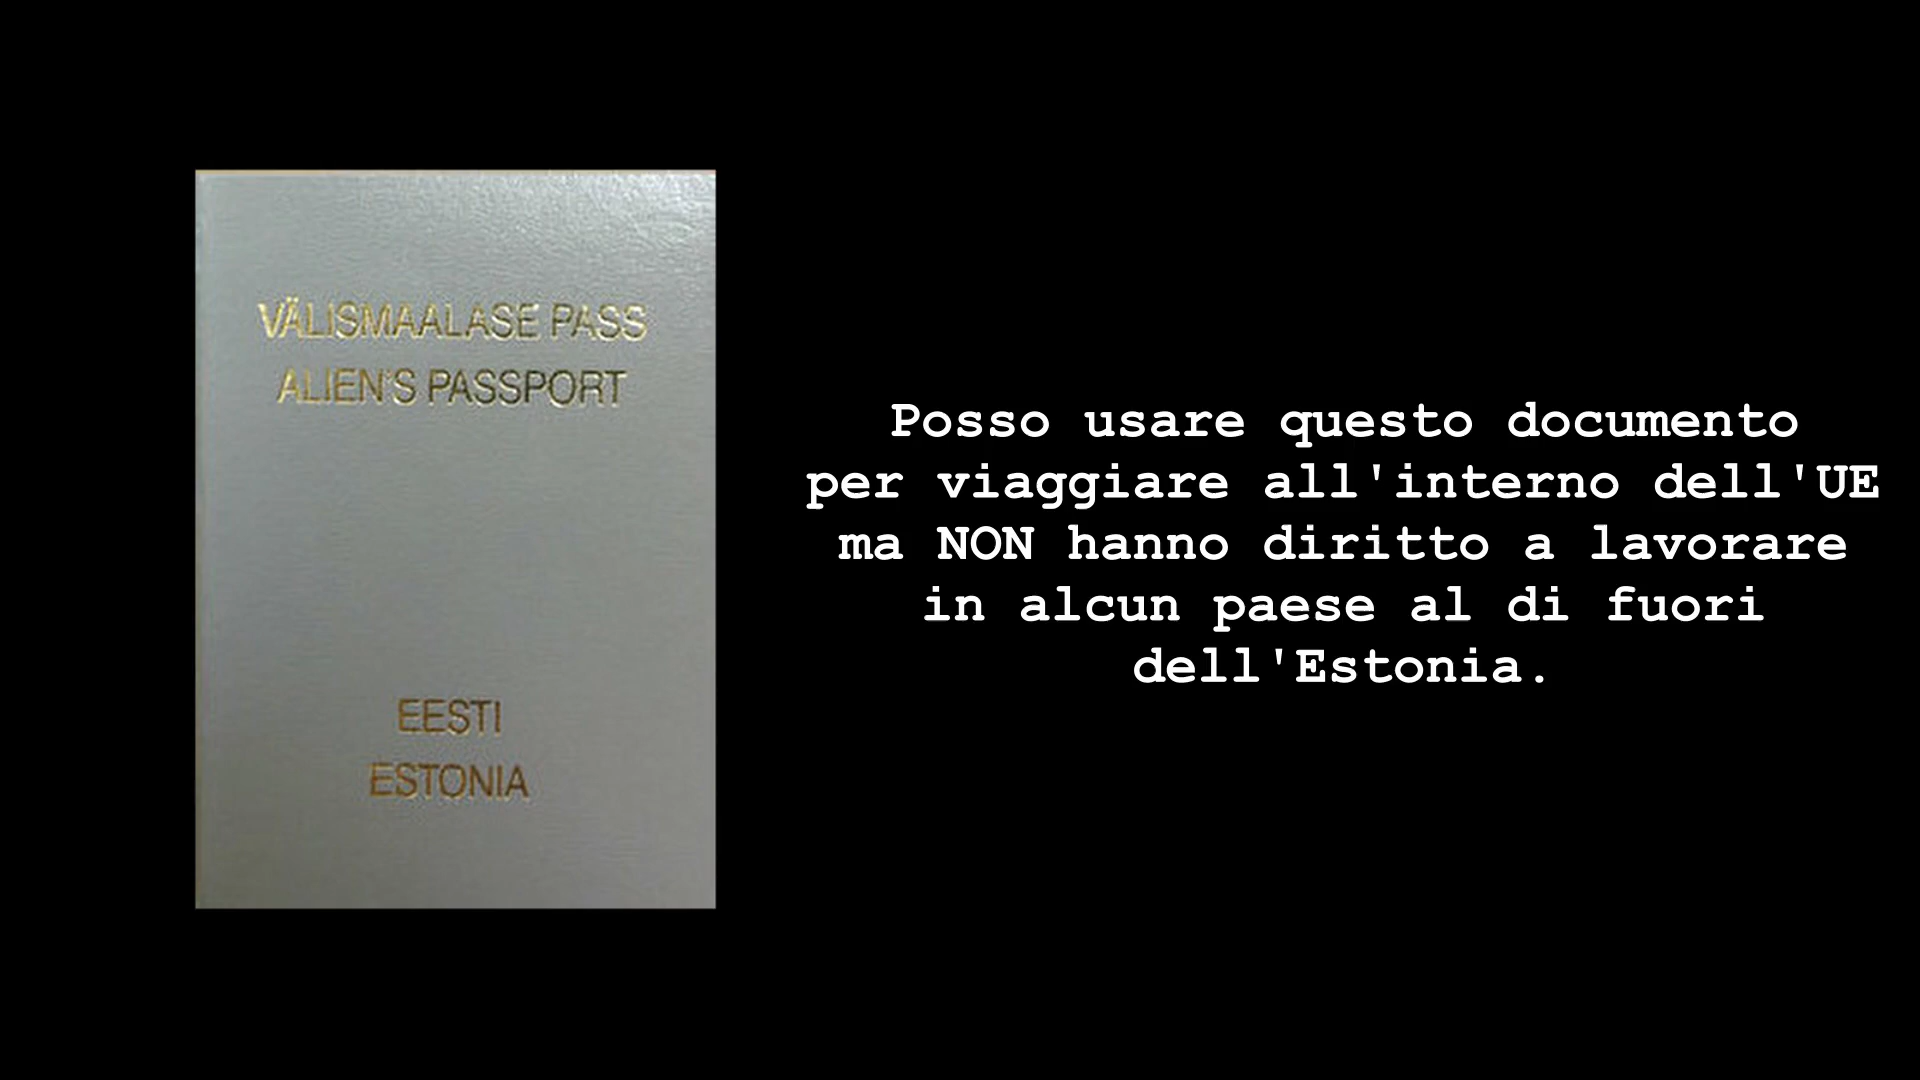 VÄLISMAALASE PASS
ALIEN'S PASSPORT
EESTI
ESTONIA
Posso usare questo documento
per viaggiare all'interno dell'UE
ma NON hanno diritto a lavorare
in alcun paese al di fuori
dell'Estonia.